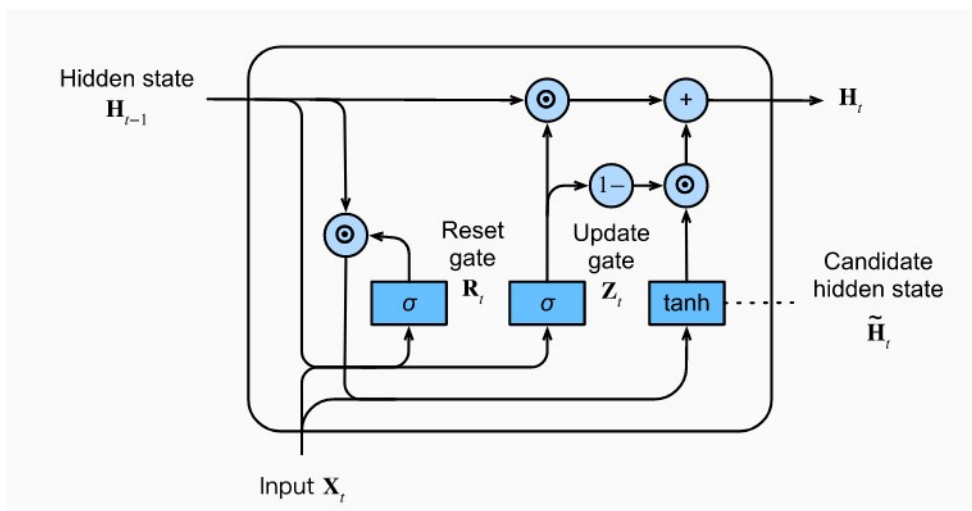 Hidden state
H_{t−1}
H_t
+
1−
Reset
gate
R_t
Update
gate
Z_t
σ
σ
tanh
Candidate
hidden state
H̃_t
Input X_t